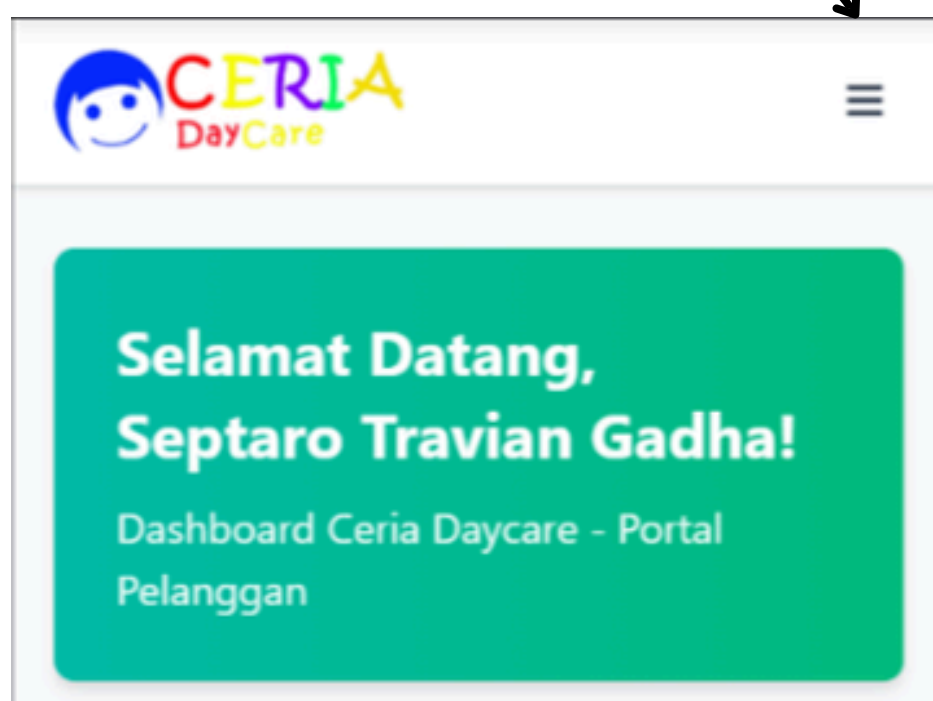 CERIA
DayCare
Selamat Datang,
Septaro Travian Gadha!
Dashboard Ceria Daycare - Portal
Pelanggan